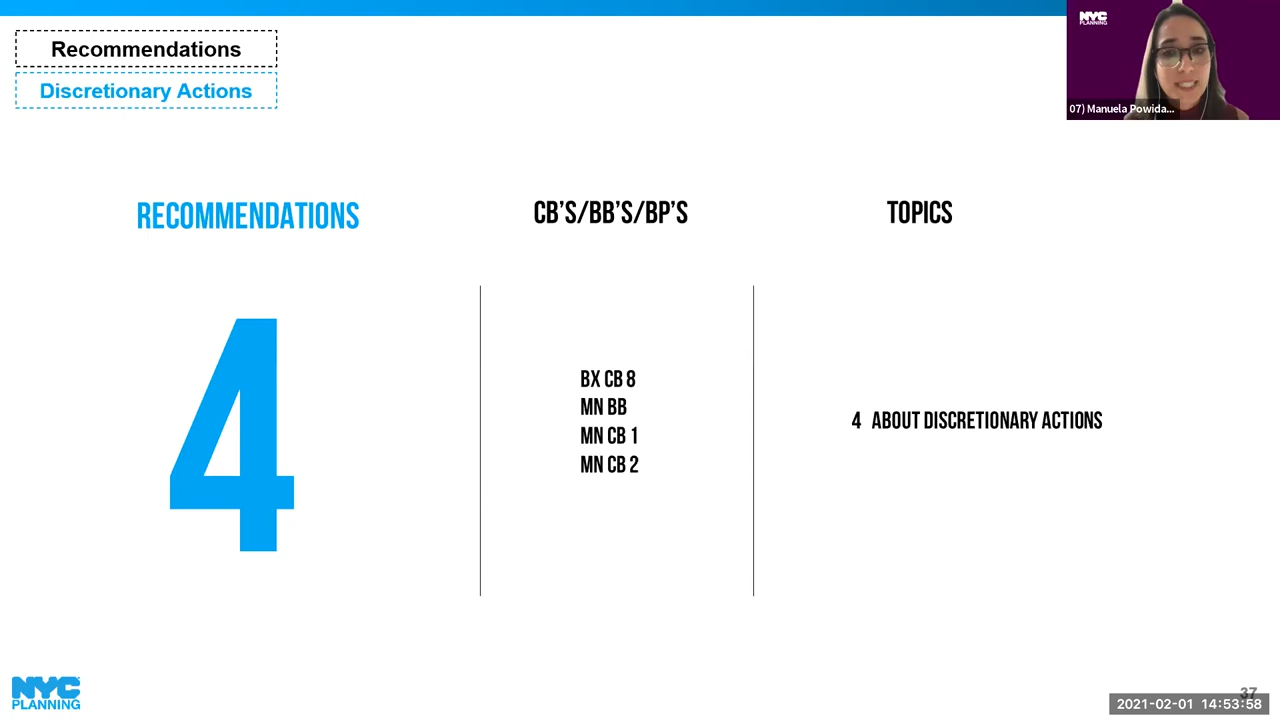 Recommendations
Discretionary Actions
NYC
PLANNING
07) Manuela Powida...
RECOMMENDATIONS
CB'S/BB'S/BP'S
TOPICS
4
BX CB 8
MN BB
MN CB 1
MN CB 2
4 ABOUT DISCRETIONARY ACTIONS
NYC
PLANNING
37
2021-02-01 14:53:58